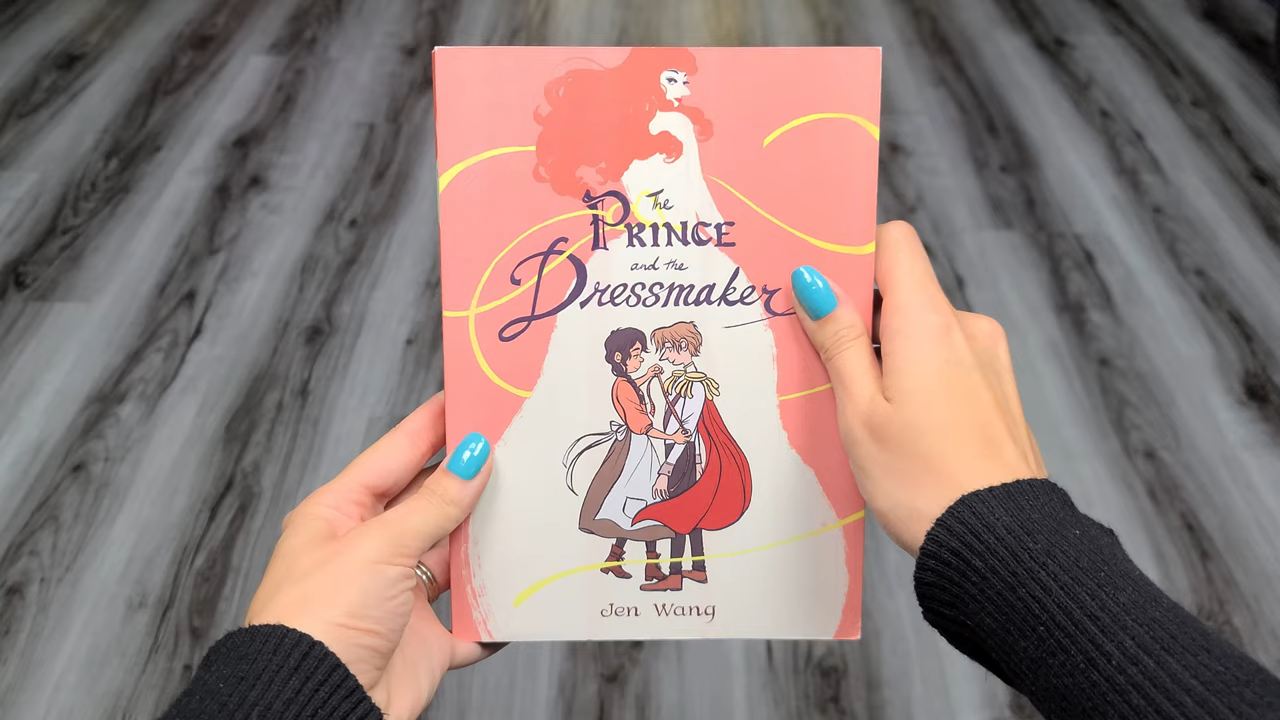 The
PRINCE
and the
Dressmaker
Jen Wang